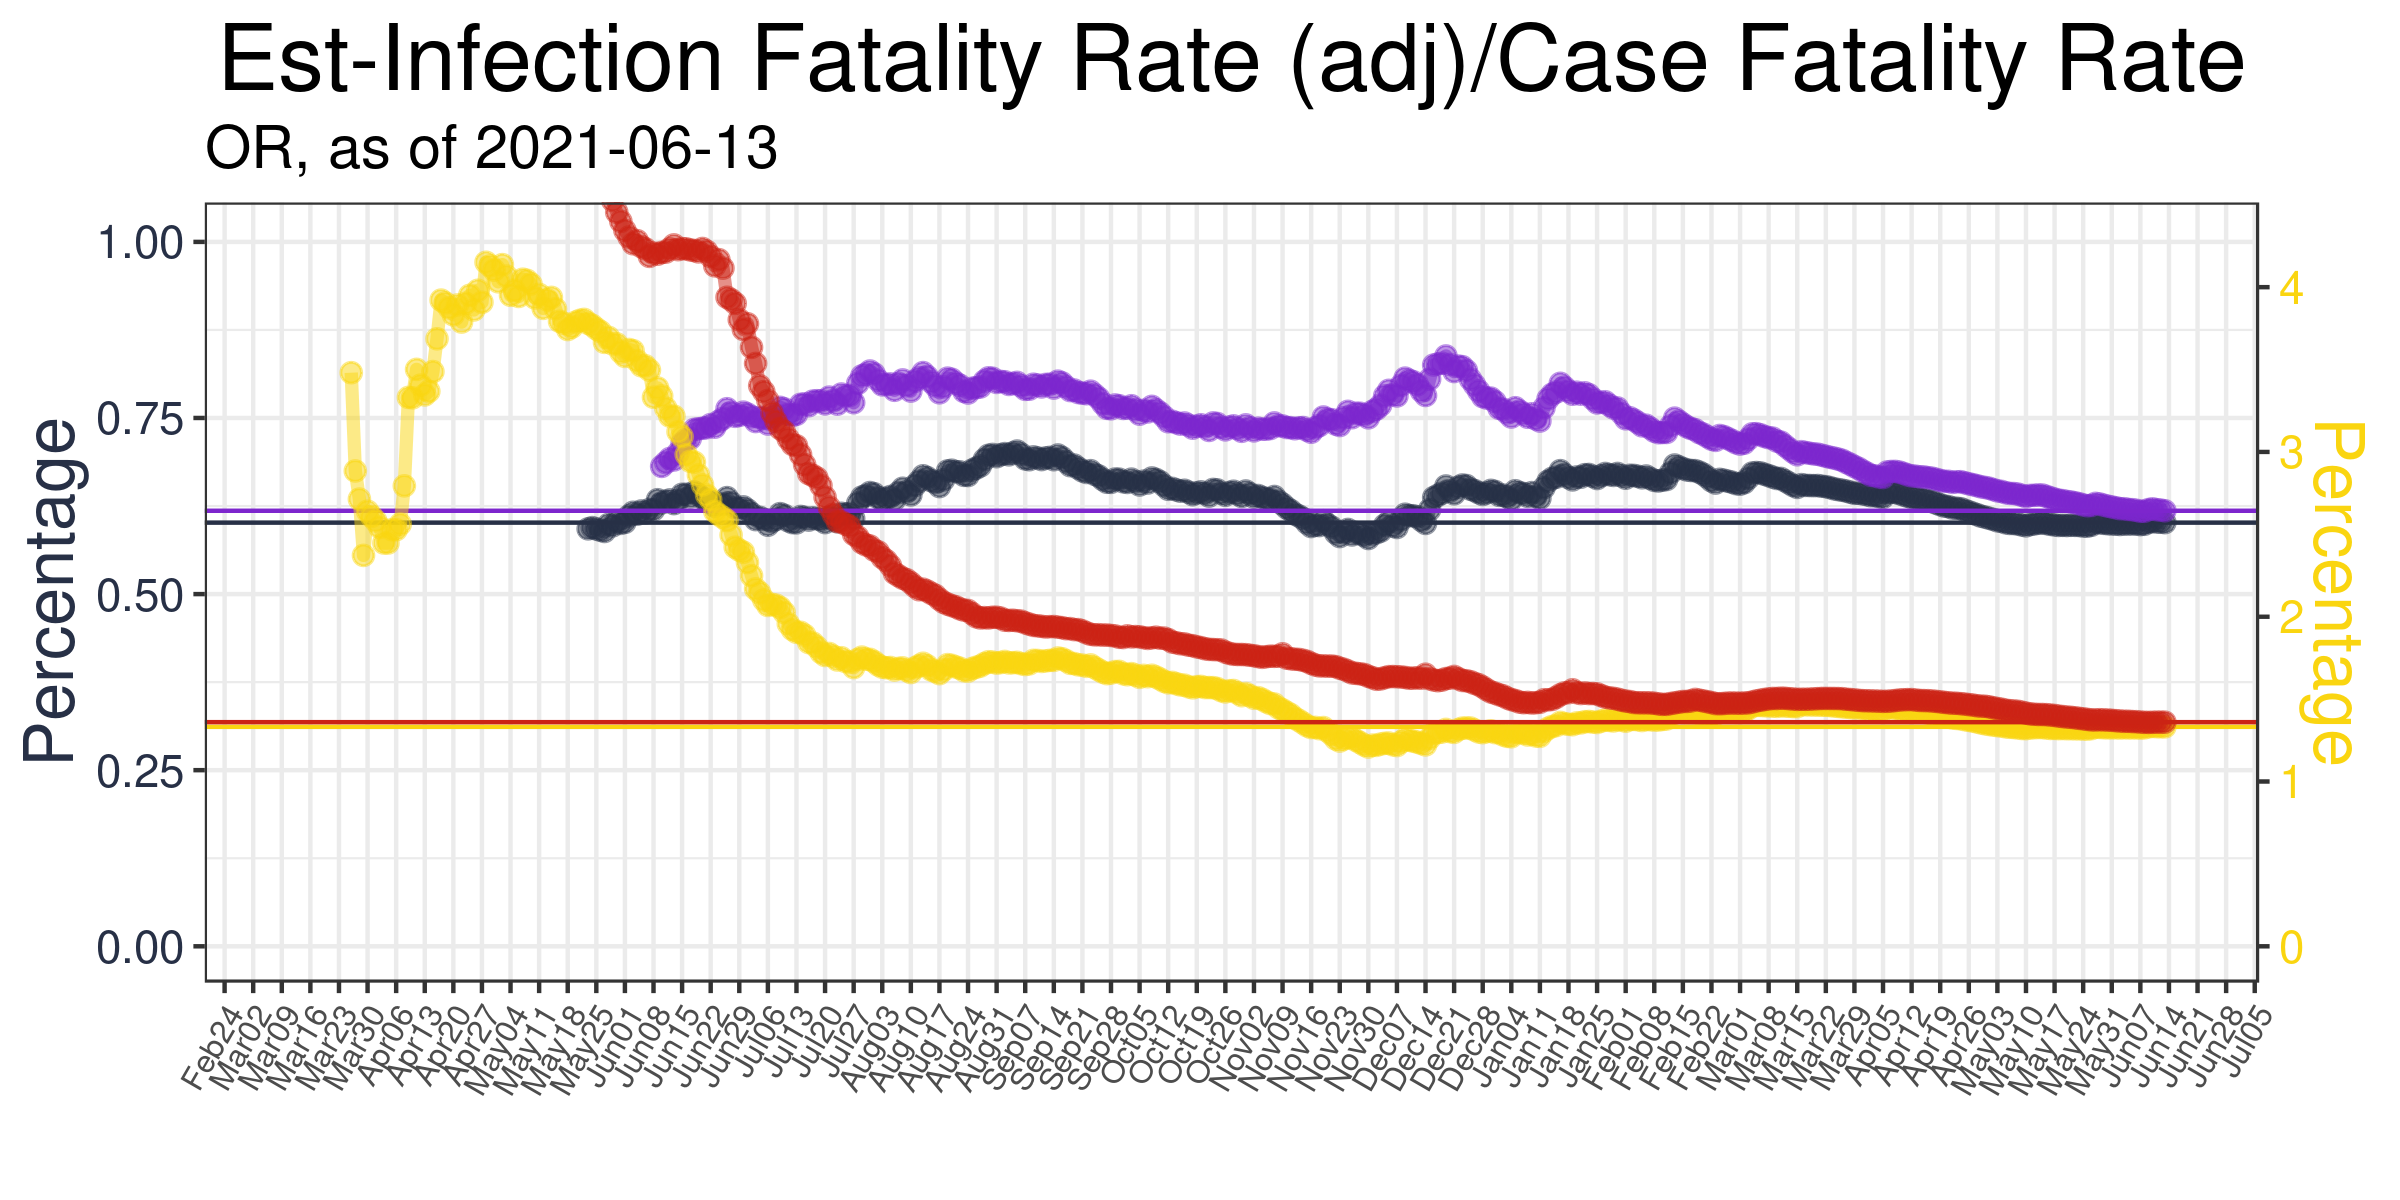 Est-Infection Fatality Rate (adj)/Case Fatality Rate
OR, as of 2021-06-13
Percentage
1.00
0.75
0.50
0.25
0.00
Percentage
4
3
2
1
0
Feb24
Mar02
Mar09
Mar16
Mar23
Mar30
Apr06
Apr13
Apr20
Apr27
May04
May11
May18
May25
Jun01
Jun08
Jun15
Jun22
Jun29
Jul06
Jul13
Jul20
Jul27
Aug03
Aug10
Aug17
Aug24
Aug31
Sep07
Sep14
Sep21
Sep28
Oct05
Oct12
Oct19
Oct26
Nov02
Nov09
Nov16
Nov23
Nov30
Dec07
Dec14
Dec21
Dec28
Jan04
Jan11
Jan18
Jan25
Feb01
Feb08
Feb15
Feb22
Mar01
Mar08
Mar15
Mar22
Mar29
Apr05
Apr12
Apr19
Apr26
May03
May10
May17
May24
May31
Jun07
Jun14
Jun21
Jun28
Jul05